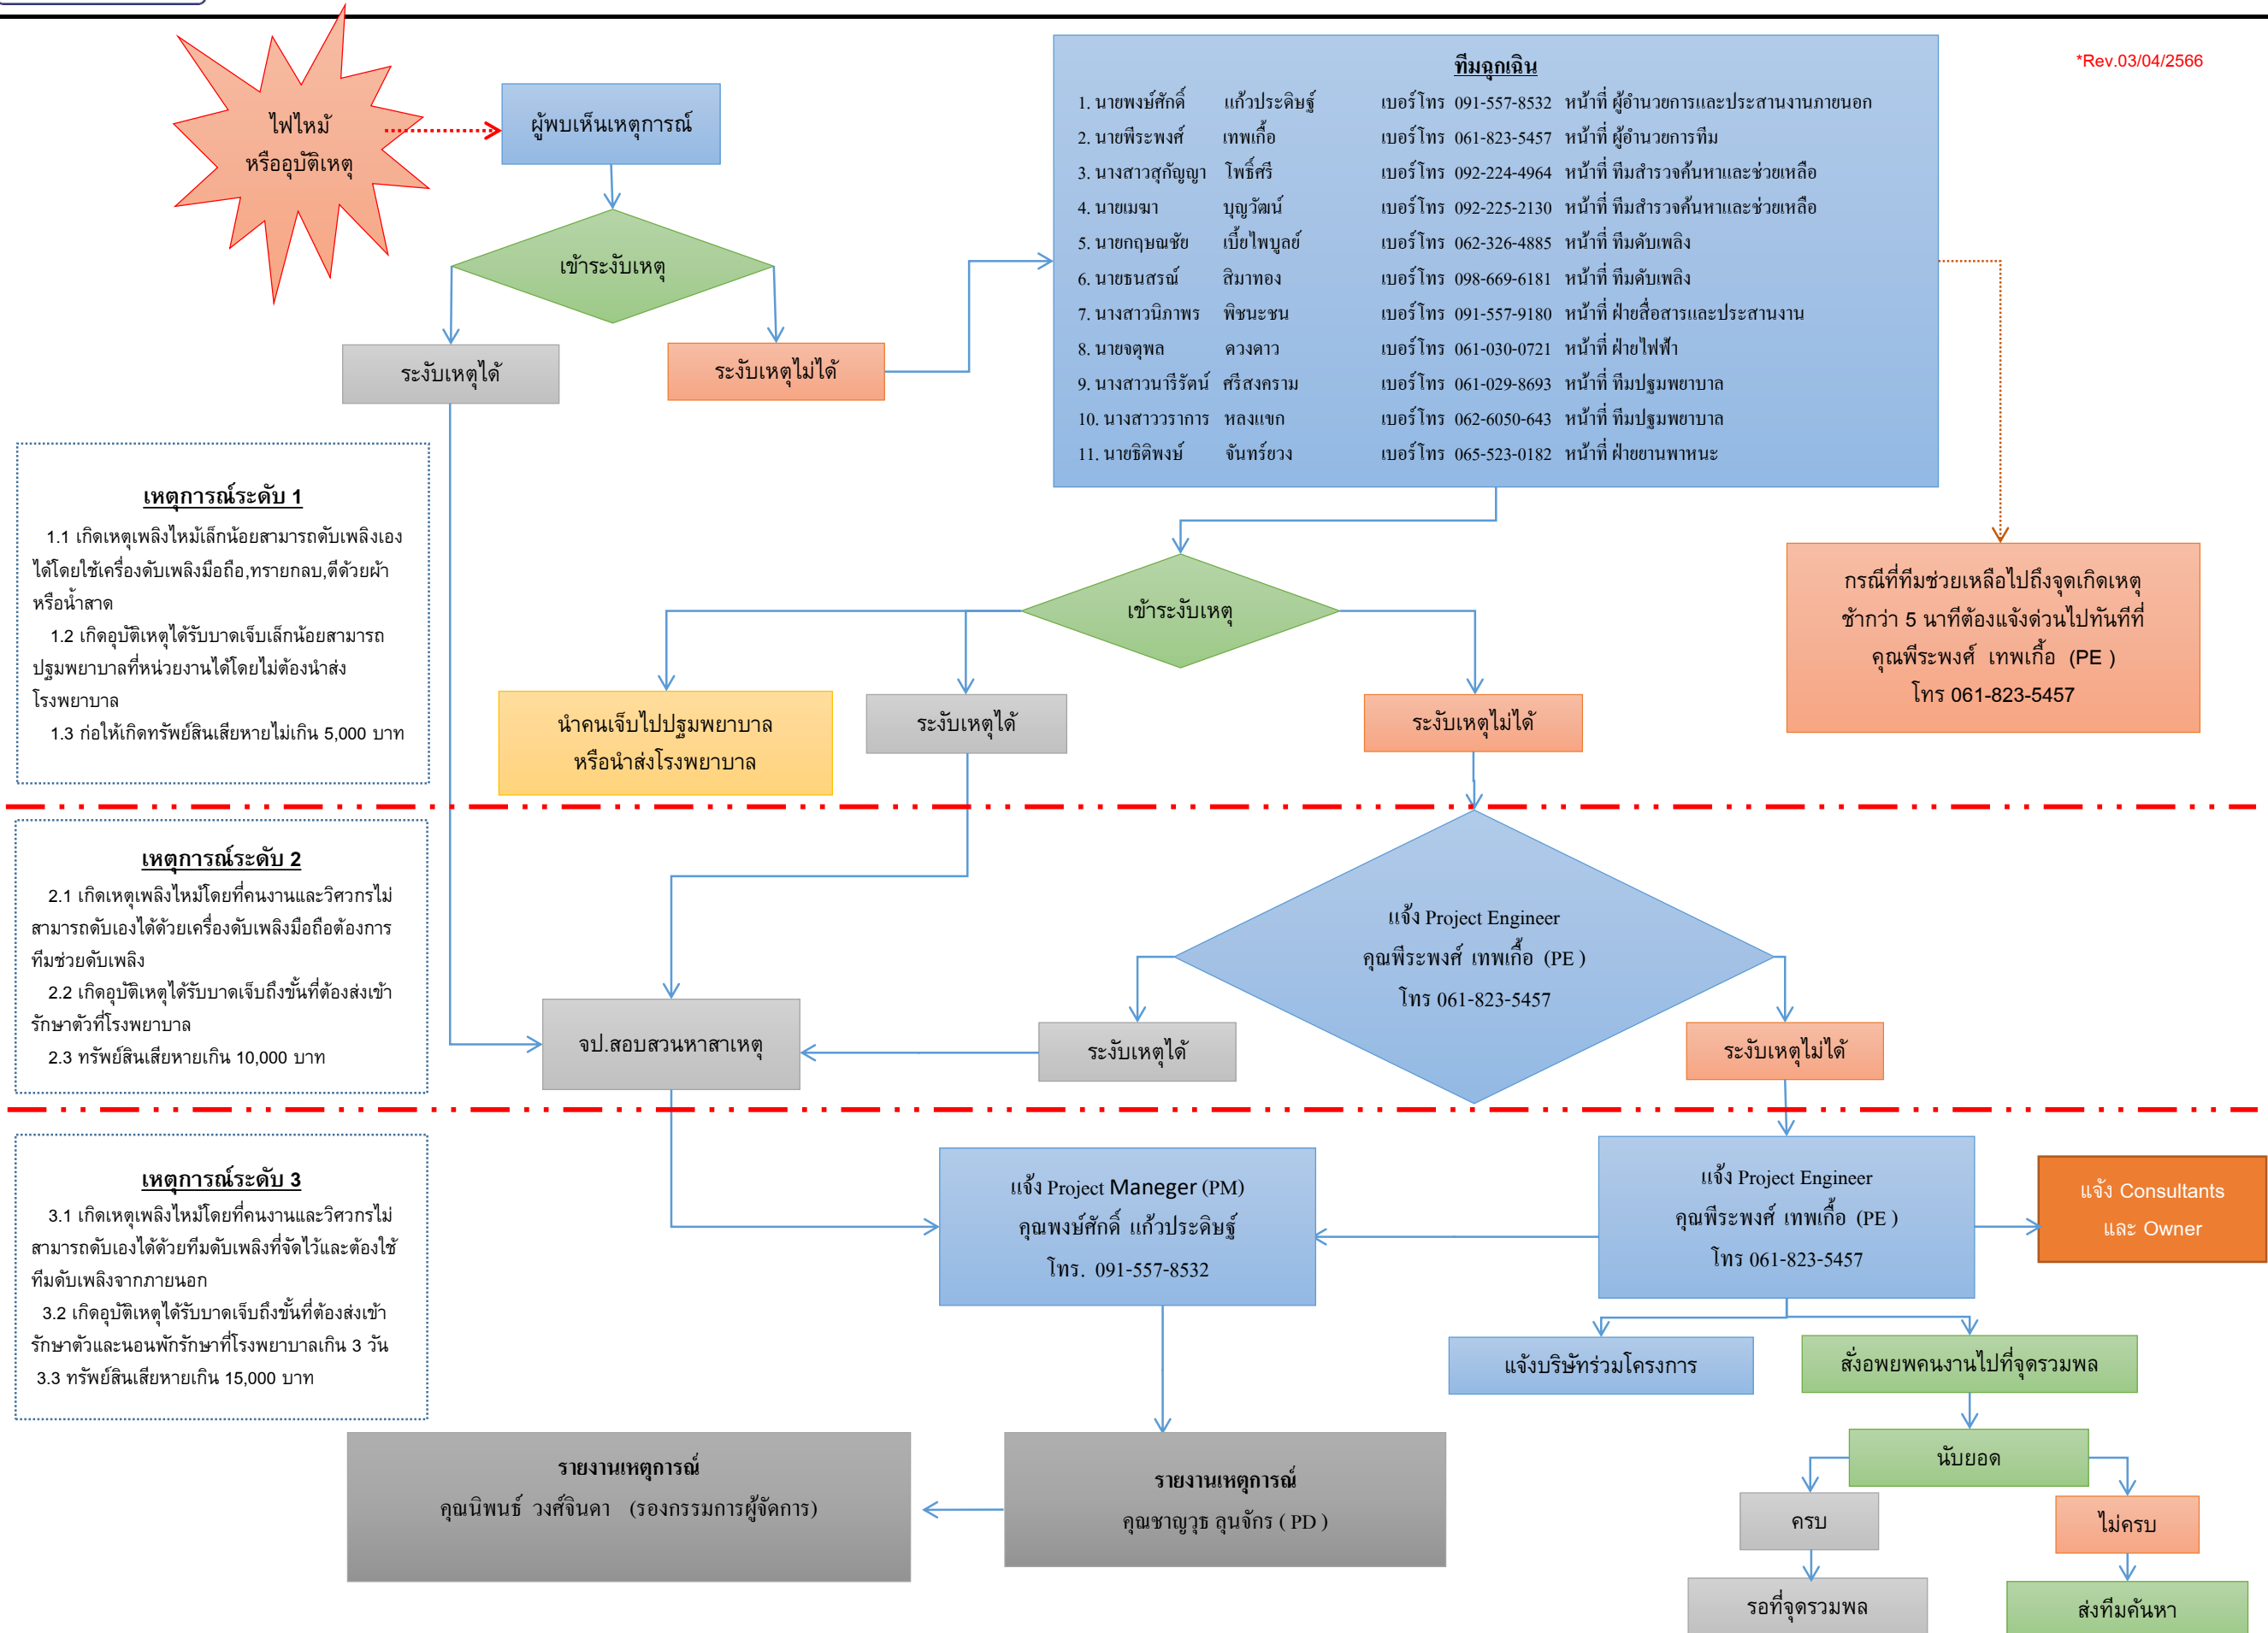 *Rev.03/04/2566
ไฟไหม้
หรืออุบัติเหตุ
ผู้พบเห็นเหตุการณ์
เข้าระงับเหตุ
ระงับเหตุได้
ระงับเหตุไม่ได้
ทีมฉุกเฉิน
1. นายพงษ์ศักดิ์ แก้วประดิษฐ์ เบอร์โทร 091-557-8532 หน้าที่ ผู้อำนวยการและประสานงานภายนอก
2. นายพีระพงศ์ เทพเกื้อ เบอร์โทร 061-823-5457 หน้าที่ ผู้อำนวยการทีม
3. นางสาวสุกัญญา โพธิ์ศรี เบอร์โทร 092-224-4964 หน้าที่ ทีมสำรวจค้นหาและช่วยเหลือ
4. นายเมฆา บุญวัฒน์ เบอร์โทร 092-225-2130 หน้าที่ ทีมสำรวจค้นหาและช่วยเหลือ
5. นายกฤษณชัย เบี้ยไพบูลย์ เบอร์โทร 062-326-4885 หน้าที่ ทีมดับเพลิง
6. นายธนสรณ์ สิมาทอง เบอร์โทร 098-669-6181 หน้าที่ ทีมดับเพลิง
7. นางสาวนิภาพร พิชนะชน เบอร์โทร 091-557-9180 หน้าที่ ฝ่ายสื่อสารและประสานงาน
8. นายจตุพล ดวงดาว เบอร์โทร 061-030-0721 หน้าที่ ฝ่ายไฟฟ้า
9. นางสาวนารีรัตน์ ศรีสงคราม เบอร์โทร 061-029-8693 หน้าที่ ทีมปฐมพยาบาล
10. นางสาววราการ หลงแขก เบอร์โทร 062-6050-643 หน้าที่ ทีมปฐมพยาบาล
11. นายธิติพงษ์ จันทร์ยวง เบอร์โทร 065-523-0182 หน้าที่ ฝ่ายยานพาหนะ
กรณีที่ทีมช่วยเหลือไปถึงจุดเกิดเหตุ
ช้ากว่า 5 นาทีต้องแจ้งด่วนไปทันทีที่
คุณพีระพงศ์ เทพเกื้อ (PE )
โทร 061-823-5457
เหตุการณ์ระดับ 1
1.1 เกิดเหตุเพลิงไหม้เล็กน้อยสามารถดับเพลิงเอง
ได้โดยใช้เครื่องดับเพลิงมือถือ,ทรายกลบ,ตีด้วยผ้า
หรือน้ำสาด
1.2 เกิดอุบัติเหตุได้รับบาดเจ็บเล็กน้อยสามารถ
ปฐมพยาบาลที่หน่วยงานได้โดยไม่ต้องนำส่ง
โรงพยาบาล
1.3 ก่อให้เกิดทรัพย์สินเสียหายไม่เกิน 5,000 บาท
เข้าระงับเหตุ
นำคนเจ็บไปปฐมพยาบาล
หรือนำส่งโรงพยาบาล
ระงับเหตุได้
ระงับเหตุไม่ได้
เหตุการณ์ระดับ 2
2.1 เกิดเหตุเพลิงไหม้โดยที่คนงานและวิศวกรไม่
สามารถดับเองได้ด้วยเครื่องดับเพลิงมือถือต้องการ
ทีมช่วยดับเพลิง
2.2 เกิดอุบัติเหตุได้รับบาดเจ็บถึงขั้นที่ต้องส่งเข้า
รักษาตัวที่โรงพยาบาล
2.3 ทรัพย์สินเสียหายเกิน 10,000 บาท
แจ้ง Project Engineer
คุณพีระพงศ์ เทพเกื้อ (PE )
โทร 061-823-5457
จป.สอบสวนหาสาเหตุ
ระงับเหตุได้
ระงับเหตุไม่ได้
เหตุการณ์ระดับ 3
3.1 เกิดเหตุเพลิงไหม้โดยที่คนงานและวิศวกรไม่
สามารถดับเองได้ด้วยทีมดับเพลิงที่จัดไว้และต้องใช้
ทีมดับเพลิงจากภายนอก
3.2 เกิดอุบัติเหตุได้รับบาดเจ็บถึงขั้นที่ต้องส่งเข้า
รักษาตัวและนอนพักรักษาที่โรงพยาบาลเกิน 3 วัน
3.3 ทรัพย์สินเสียหายเกิน 15,000 บาท
แจ้ง Project Maneger (PM)
คุณพงษ์ศักดิ์ แก้วประดิษฐ์
โทร. 091-557-8532
แจ้ง Project Engineer
คุณพีระพงศ์ เทพเกื้อ (PE )
โทร 061-823-5457
แจ้ง Consultants
และ Owner
แจ้งบริษัทร่วมโครงการ
สั่งอพยพคนงานไปที่จุดรวมพล
รายงานเหตุการณ์
คุณนิพนธ์ วงศ์จินดา (รองกรรมการผู้จัดการ)
รายงานเหตุการณ์
คุณชาญวุธ ลุนจักร ( PD )
นับยอด
ครบ
ไม่ครบ
รอที่จุดรวมพล
ส่งทีมค้นหา